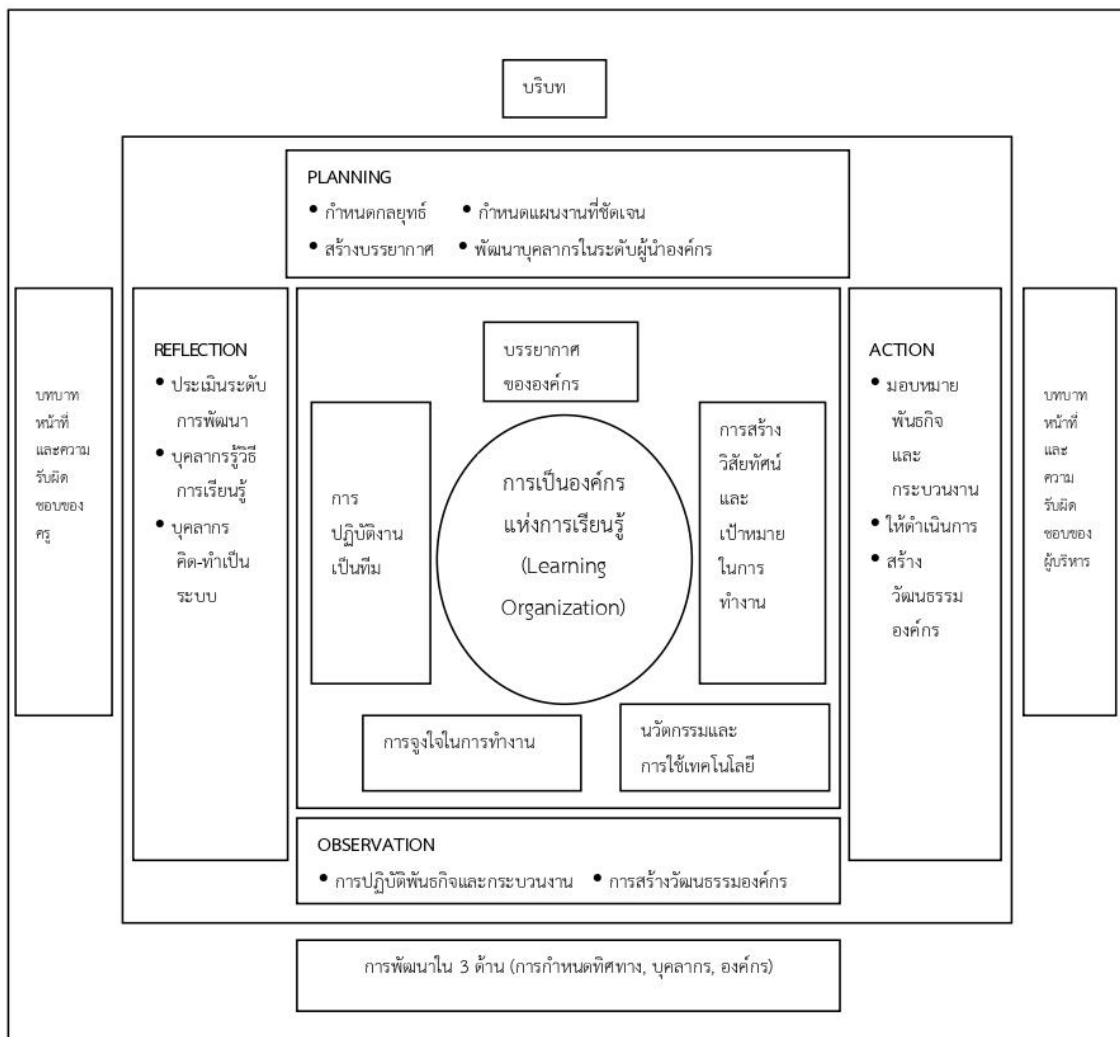 บริบท
PLANNING
• กำหนดกลยุทธ์ • กำหนดแผนงานที่ชัดเจน
• สร้างบรรยากาศ • พัฒนาบุคลากรในระดับผู้นำองค์กร
บทบาท
หน้าที่
และความ
รับผิด
ชอบของ
ครู
REFLECTION
• ประเมินระดับ
การพัฒนา
• บุคลากรรู้วิธี
การเรียนรู้
• บุคลากร
คิด-ทำเป็น
ระบบ
บรรยากาศ
ขององค์กร
การ
ปฏิบัติงาน
เป็นทีม
การเป็นองค์กร
แห่งการเรียนรู้
(Learning
Organization)
การสร้าง
วิสัยทัศน์
และ
เป้าหมาย
ในการ
ทำงาน
การจูงใจในการทำงาน
นวัตกรรมและ
การใช้เทคโนโลยี
ACTION
• มอบหมาย
พันธกิจ
และ
กระบวนงาน
• ให้ดำเนินการ
• สร้าง
วัฒนธรรม
องค์กร
บทบาท
หน้าที่
และ
ความ
รับผิด
ชอบของ
ผู้บริหาร
OBSERVATION
• การปฏิบัติพันธกิจและกระบวนงาน • การสร้างวัฒนธรรมองค์กร
การพัฒนาใน 3 ด้าน (การกำหนดทิศทาง, บุคลากร, องค์กร)